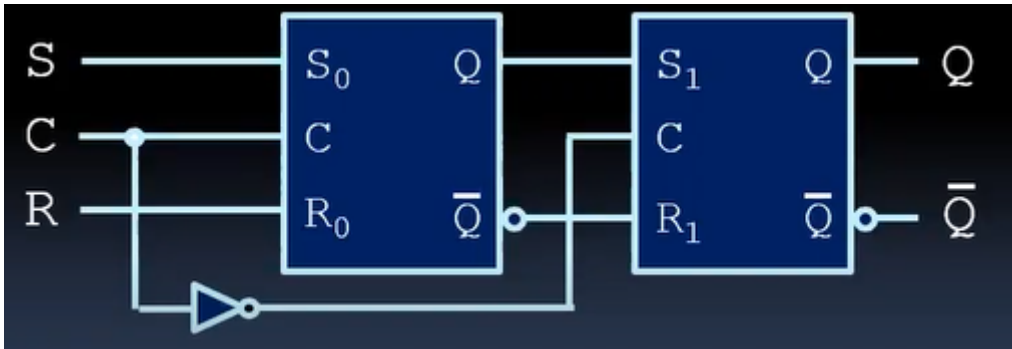 S S₀ Q S₁ Q Q
C C C
R R₀ Q̅ R₁ Q̅ Q̅